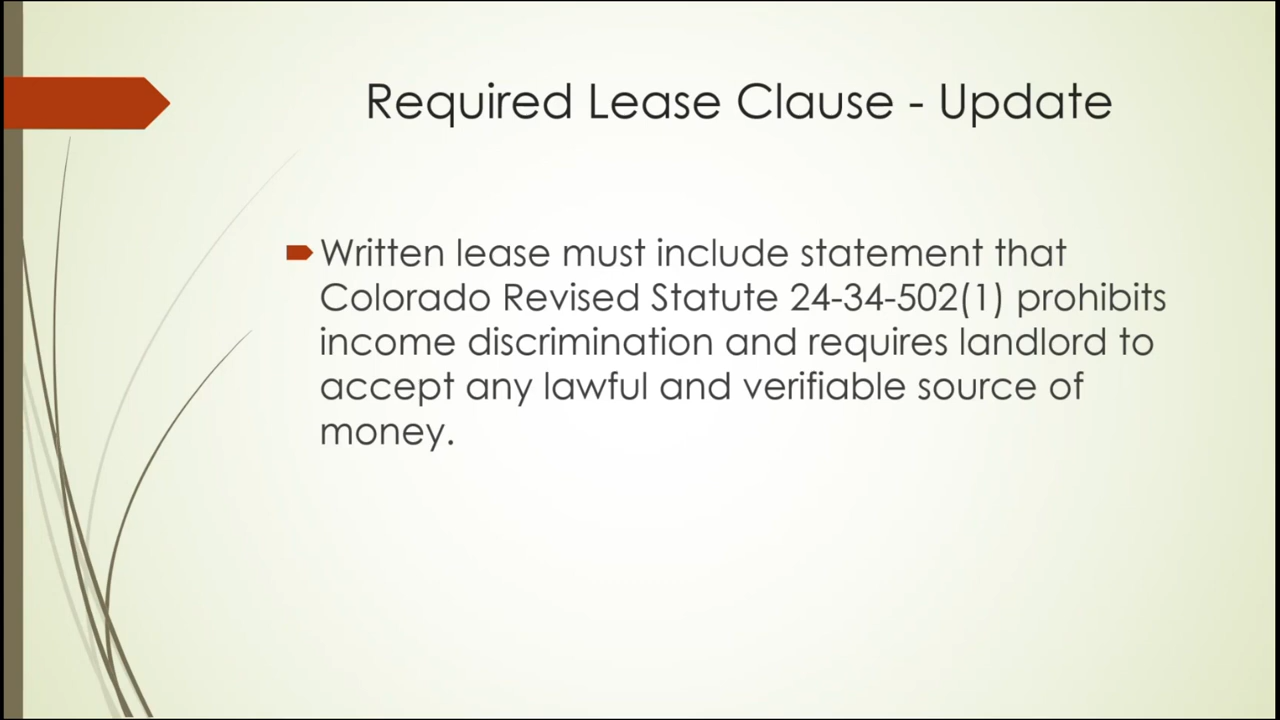 Required Lease Clause - Update
Written lease must include statement that
Colorado Revised Statute 24-34-502(1) prohibits
income discrimination and requires landlord to
accept any lawful and verifiable source of
money.